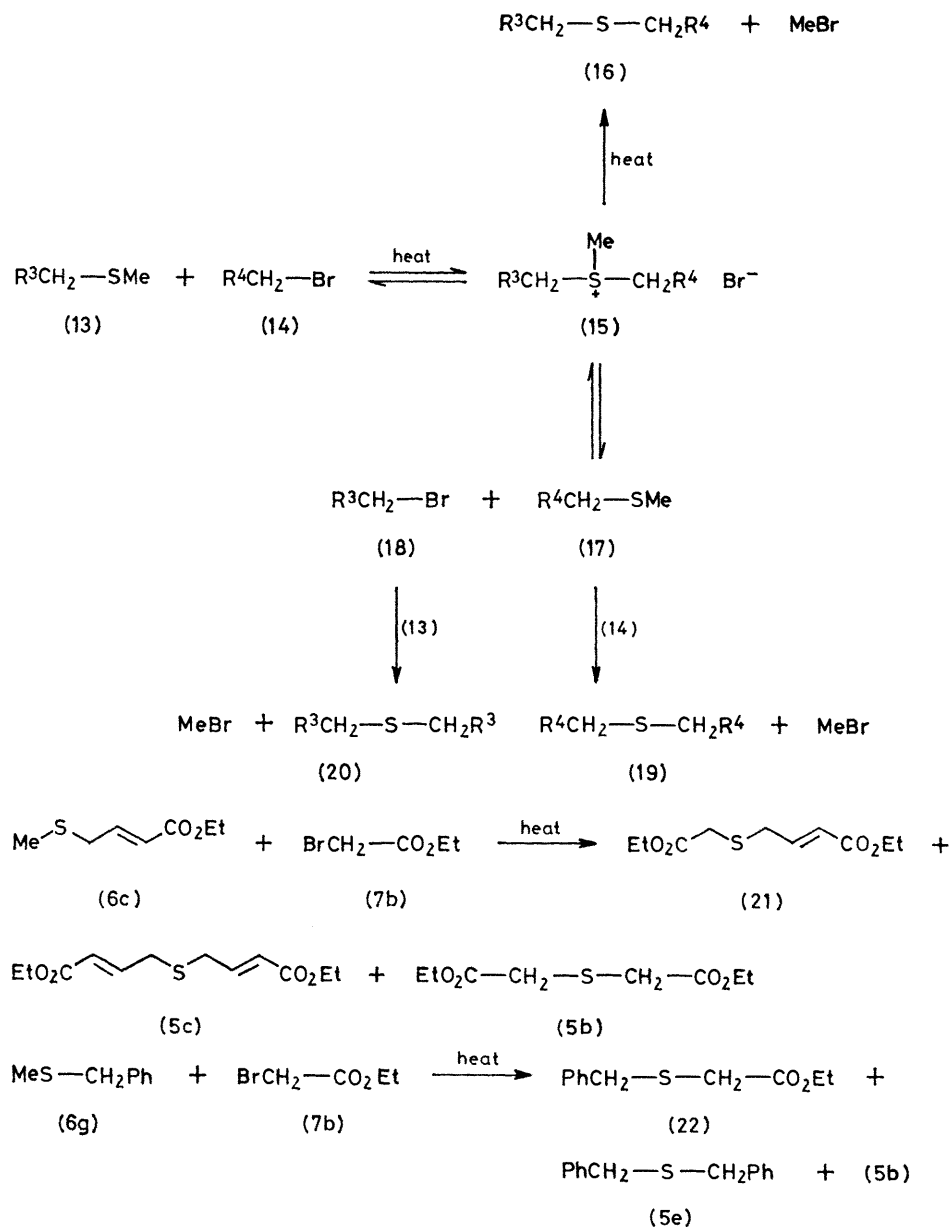 R³CH₂—S—CH₂R⁴ + MeBr
(16)
heat
Me
R³CH₂—SMe + R⁴CH₂—Br heat R³CH₂—S—CH₂R⁴ Br⁻
+
(13) (14) (15)
R³CH₂—Br + R⁴CH₂—SMe
(18) (17)
(13) (14)
MeBr + R³CH₂—S—CH₂R³ R⁴CH₂—S—CH₂R⁴ + MeBr
(20) (19)
Me S CO₂Et + BrCH₂—CO₂Et heat EtO₂C S CO₂Et +
(6c) (7b) (21)
EtO₂C S CO₂Et + EtO₂C—CH₂—S—CH₂—CO₂Et
(5c) (5b)
MeS—CH₂Ph + BrCH₂—CO₂Et heat PhCH₂—S—CH₂—CO₂Et +
(6g) (7b) (22)
PhCH₂—S—CH₂Ph + (5b)
(5e)